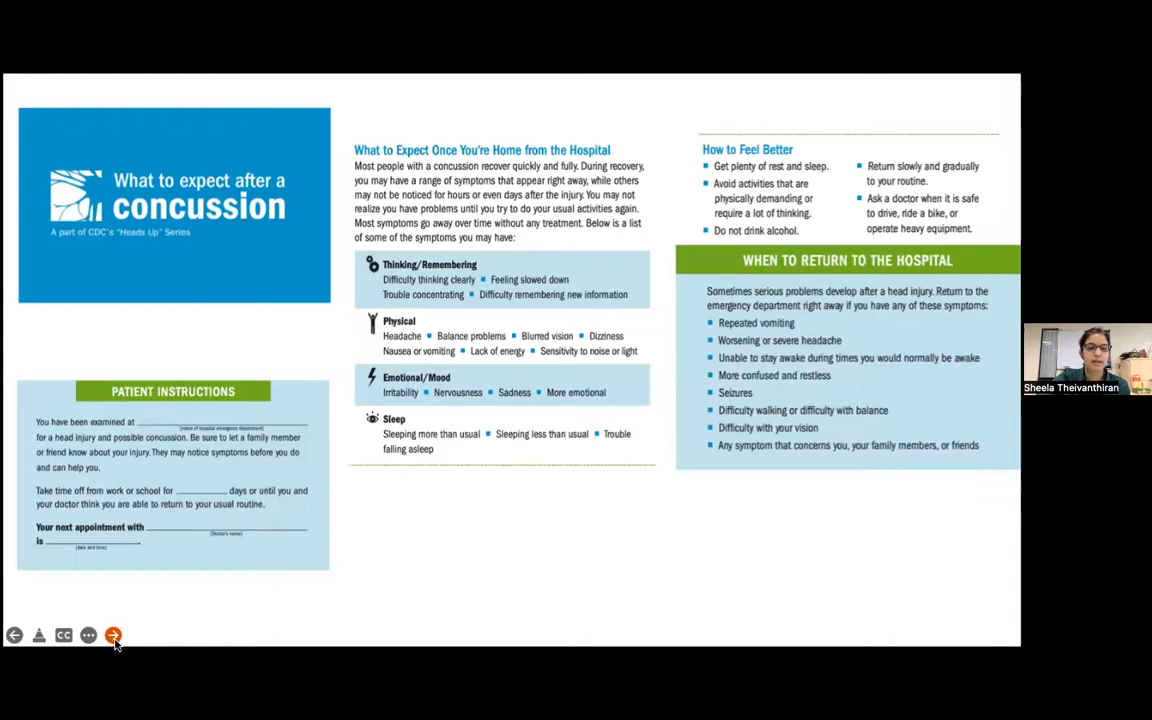 What to expect after a
concussion
A part of CDC's "Heads Up" Series
PATIENT INSTRUCTIONS
You have been examined at
[name of hospital emergency department]
for a head injury and possible concussion. Be sure to let a family member
or friend know about your injury. They may notice symptoms before you do
and can help you.
Take time off from work or school for ________ days or until you and
your doctor think you are able to return to your usual routine.
Your next appointment with
[Doctor's name]
is ________.
[date and time]
What to Expect Once You're Home from the Hospital
Most people with a concussion recover quickly and fully. During recovery,
you may have a range of symptoms that appear right away, while others
may not be noticed for hours or even days after the injury. You may not
realize you have problems until you try to do your usual activities again.
Most symptoms go away over time without any treatment. Below is a list
of some of the symptoms you may have:
Thinking/Remembering
Difficulty thinking clearly ■ Feeling slowed down
Trouble concentrating ■ Difficulty remembering new information
Physical
Headache ■ Balance problems ■ Blurred vision ■ Dizziness
Nausea or vomiting ■ Lack of energy ■ Sensitivity to noise or light
Emotional/Mood
Irritability ■ Nervousness ■ Sadness ■ More emotional
Sleep
Sleeping more than usual ■ Sleeping less than usual ■ Trouble
falling asleep
How to Feel Better
■ Get plenty of rest and sleep.
■ Avoid activities that are
physically demanding or
require a lot of thinking.
■ Do not drink alcohol.
■ Return slowly and gradually
to your routine.
■ Ask a doctor when it is safe
to drive, ride a bike, or
operate heavy equipment.
WHEN TO RETURN TO THE HOSPITAL
Sometimes serious problems develop after a head injury. Return to the
emergency department right away if you have any of these symptoms:
■ Repeated vomiting
■ Worsening or severe headache
■ Unable to stay awake during times you would normally be awake
■ More confused and restless
■ Seizures
■ Difficulty walking or difficulty with balance
■ Difficulty with your vision
■ Any symptom that concerns you, your family members, or friends
CC
Sheela Theivanthiran